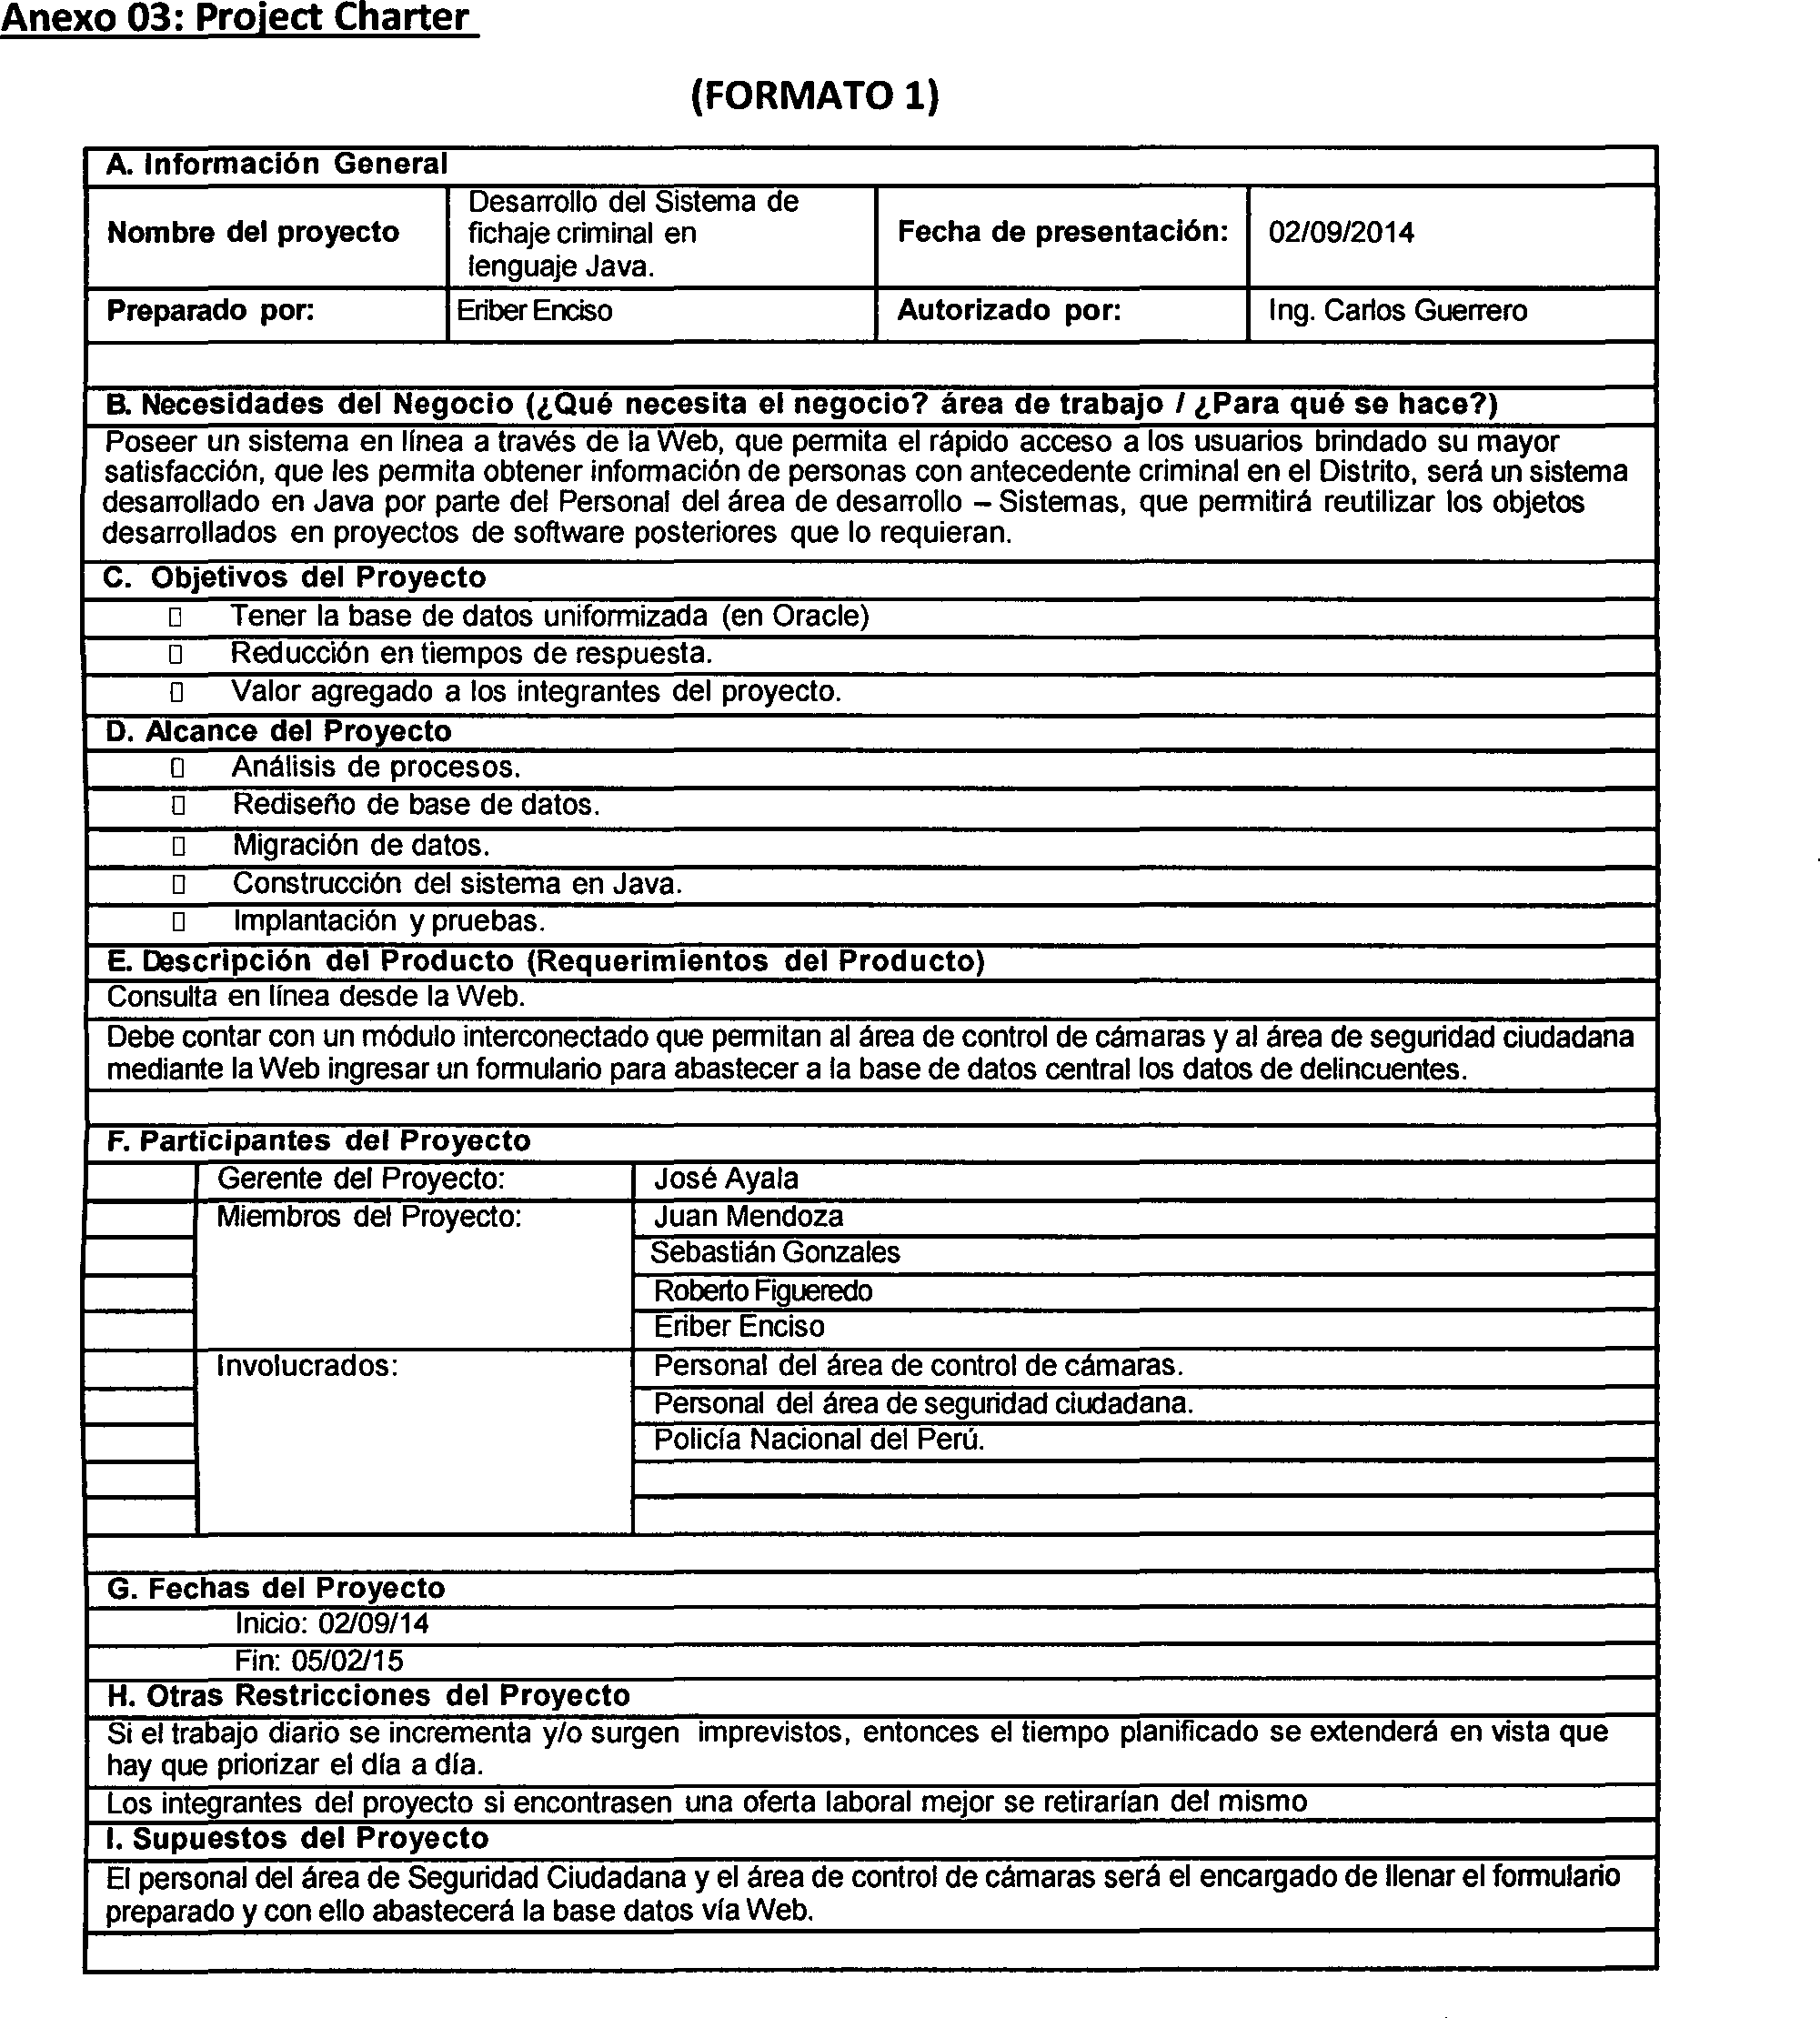 Anexo 03: Project Charter
(FORMATO 1)
A. Información General
Nombre del proyecto
Desarrollo del Sistema de
fichaje criminal en
lenguaje Java.
Fecha de presentación:
02/09/2014
Preparado por:
Eriber Enciso
Autorizado por:
Ing. Carlos Guerrero
B. Necesidades del Negocio (¿Qué necesita el negocio? área de trabajo / ¿Para qué se hace?)
Poseer un sistema en línea a través de la Web, que permita el rápido acceso a los usuarios brindado su mayor
satisfacción, que les permita obtener información de personas con antecedente criminal en el Distrito, será un sistema
desarrollado en Java por parte del Personal del área de desarrollo – Sistemas, que permitirá reutilizar los objetos
desarrollados en proyectos de software posteriores que lo requieran.
C. Objetivos del Proyecto
Tener la base de datos uniformizada (en Oracle)
Reducción en tiempos de respuesta.
Valor agregado a los integrantes del proyecto.
D. Alcance del Proyecto
Análisis de procesos.
Rediseño de base de datos.
Migración de datos.
Construcción del sistema en Java.
Implantación y pruebas.
E. Descripción del Producto (Requerimientos del Producto)
Consulta en línea desde la Web.
Debe contar con un módulo interconectado que permitan al área de control de cámaras y al área de seguridad ciudadana
mediante la Web ingresar un formulario para abastecer a la base de datos central los datos de delincuentes.
F. Participantes del Proyecto
Gerente del Proyecto:
José Ayala
Miembros del Proyecto:
Juan Mendoza
Sebastián Gonzales
Roberto Figueredo
Eriber Enciso
Involucrados:
Personal del área de control de cámaras.
Personal del área de seguridad ciudadana.
Policía Nacional del Perú.
G. Fechas del Proyecto
Inicio: 02/09/14
Fin: 05/02/15
H. Otras Restricciones del Proyecto
Si el trabajo diario se incrementa y/o surgen imprevistos, entonces el tiempo planificado se extenderá en vista que
hay que priorizar el día a día.
Los integrantes del proyecto si encontrasen una oferta laboral mejor se retirarían del mismo
I. Supuestos del Proyecto
El personal del área de Seguridad Ciudadana y el área de control de cámaras será el encargado de llenar el formulario
preparado y con ello abastecerá la base datos vía Web.